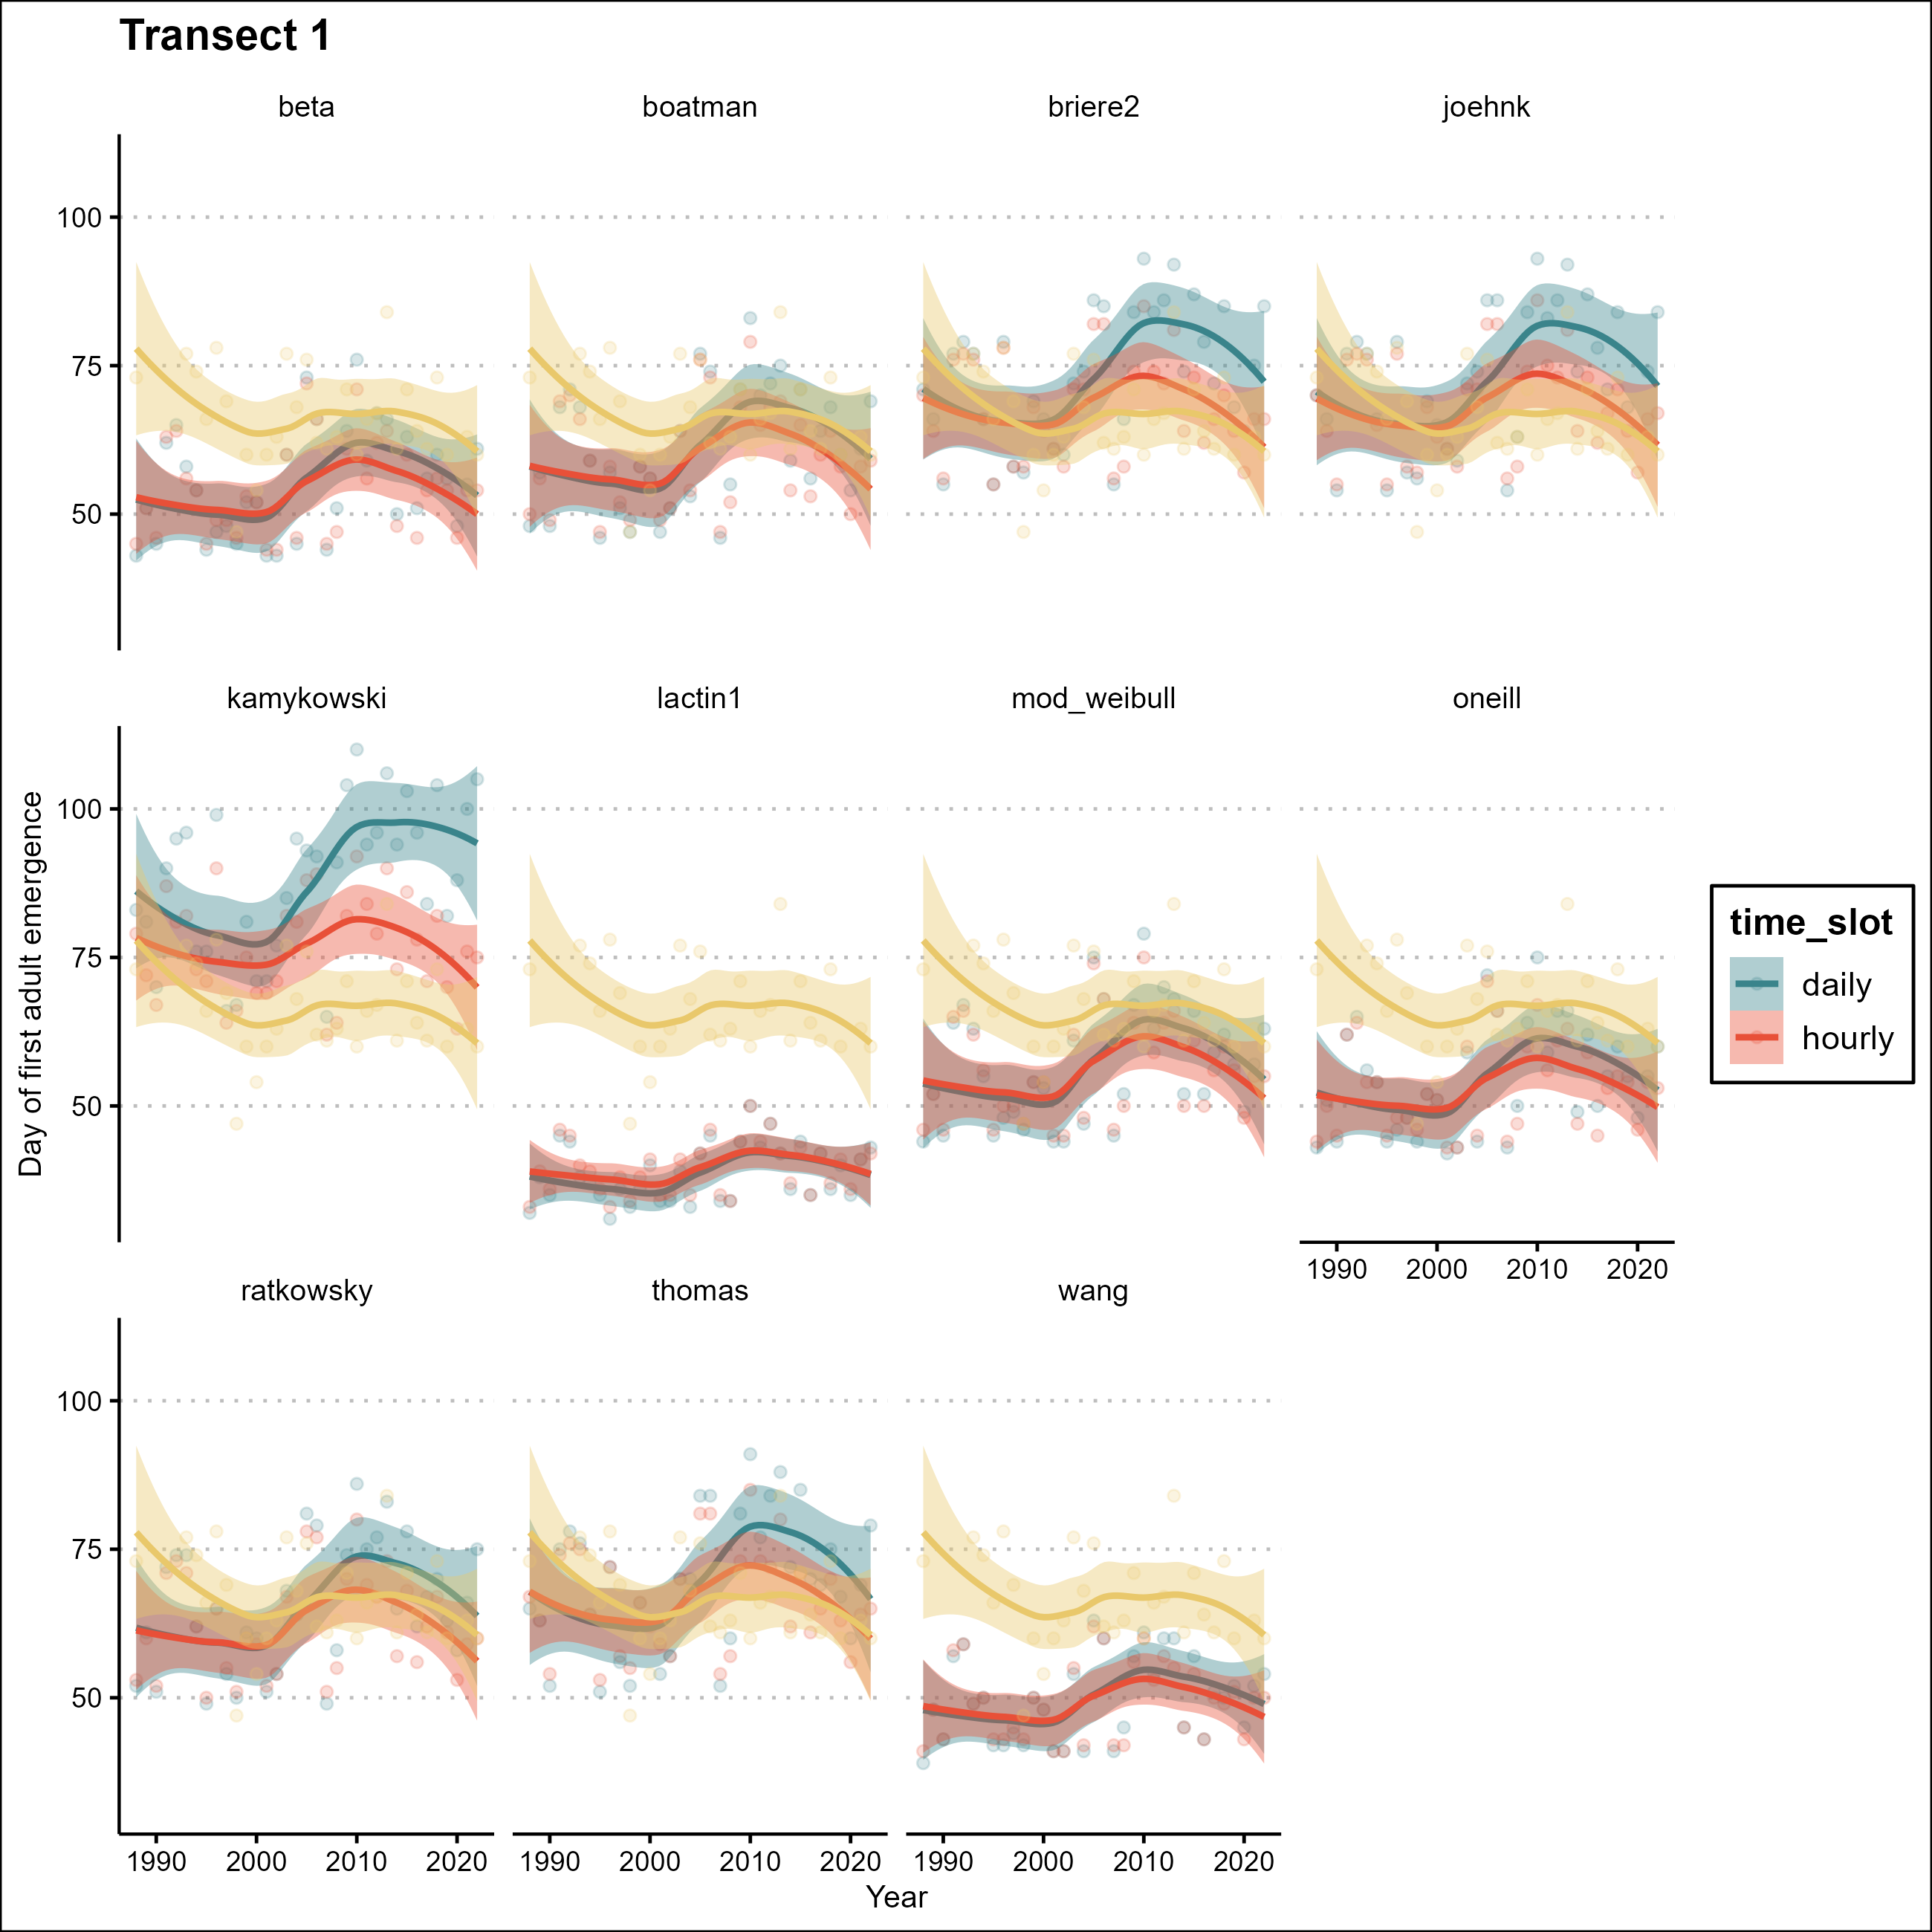 Transect 1
beta
boatman
briere2
joehnk
100
75
50
kamykowski
lactin1
mod_weibull
oneill
100
75
50
1990 2000 2010 2020
Day of first adult emergence
time_slot
daily
hourly
ratkowsky
thomas
wang
100
75
50
1990 2000 2010 2020
1990 2000 2010 2020
1990 2000 2010 2020
Year